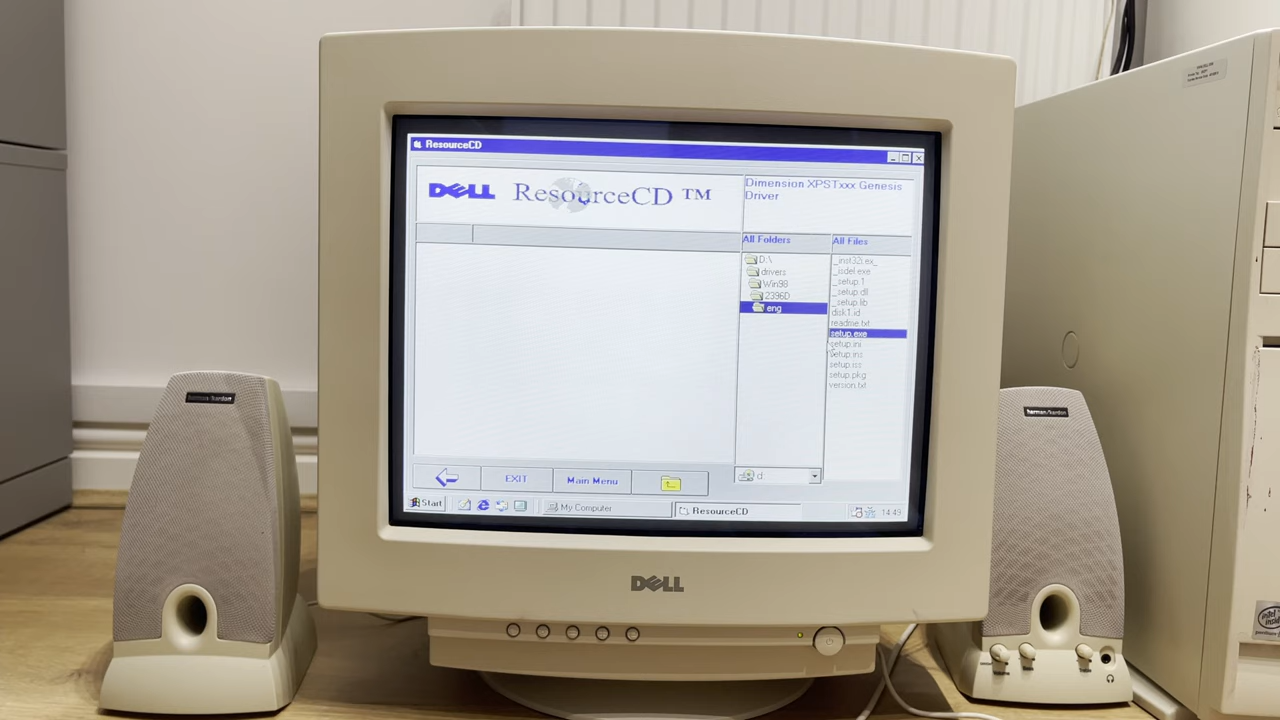 ResourceCD
DELL ResourceCD ™
Dimension XPSTxxx Genesis
Driver
All Folders
All Files
D:\
drivers
Win98
2396D
eng
_inst32i.ex_
_isdel.exe
_setup.1
_setup.dll
_setup.lib
disk1.id
readme.txt
setup.exe
setup.ini
setup.ins
setup.iss
setup.pkg
version.txt
EXIT
Main Menu
d:
Start
My Computer
ResourceCD
14:49
DELL
harman/kardon
harman/kardon
intel